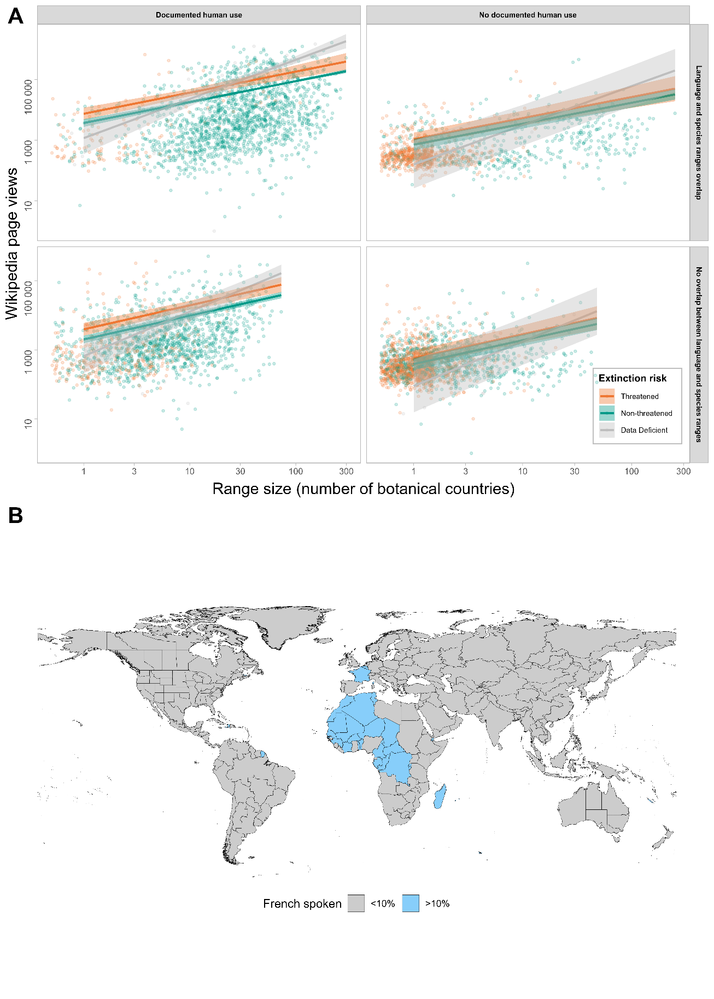 A
Documented human use
No documented human use
Language and species ranges overlap
No overlap between language and species ranges
Wikipedia page views
100 000
1 000
10
100 000
1 000
10
Extinction risk
Threatened
Non-threatened
Data Deficient
1 3 10 30 100 300
1 3 10 30 100 300
Range size (number of botanical countries)
B
French spoken <10% >10%